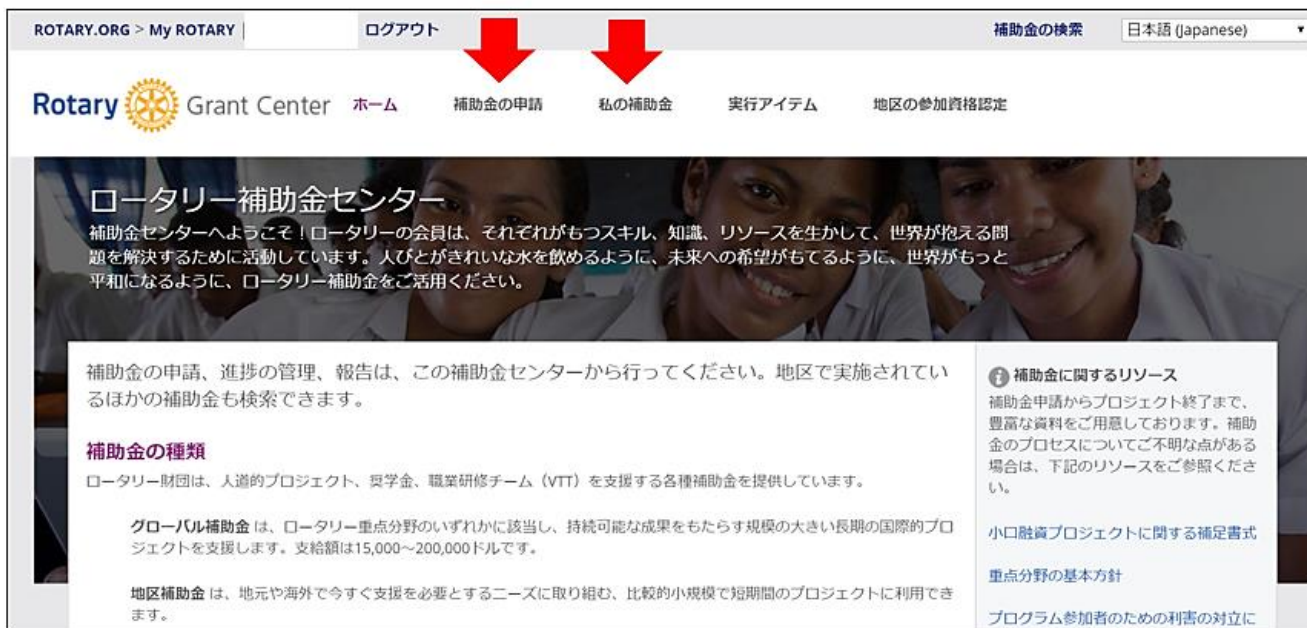 ROTARY.ORG > My ROTARY | ログアウト 補助金の検索 日本語 (Japanese)
Rotary Grant Center ホーム 補助金の申請 私の補助金 実行アイテム 地区の参加資格認定
ロータリー補助金センター
補助金センターへようこそ！ロータリーの会員は、それぞれがもつスキル、知識、リソースを生かして、世界が抱える問
題を解決するために活動しています。人びとがきれいな水を飲めるように、未来への希望がもてるように、世界がもっと
平和になるように、ロータリー補助金をご活用ください。
補助金の申請、進捗の管理、報告は、この補助金センターから行ってください。地区で実施されてい
るほかの補助金も検索できます。
補助金の種類
ロータリー財団は、人道的プロジェクト、奨学金、職業研修チーム（VTT）を支援する各種補助金を提供しています。
グローバル補助金 は、ロータリー重点分野のいずれかに該当し、持続可能な成果をもたらす規模の大きい長期の国際的プロ
ジェクトを支援します。支給額は15,000～200,000ドルです。
地区補助金 は、地元や海外で今すぐ支援を必要とするニーズに取り組む、比較的小規模で短期間のプロジェクトに利用でき
ます。
補助金に関するリソース
補助金申請からプロジェクト終了まで、
豊富な資料をご用意しております。補助
金のプロセスについてご不明な点がある
場合は、下記のリソースをご参照くださ
い。
小口融資プロジェクトに関する補足書式
重点分野の基本方針
プログラム参加者のための利害の対立に